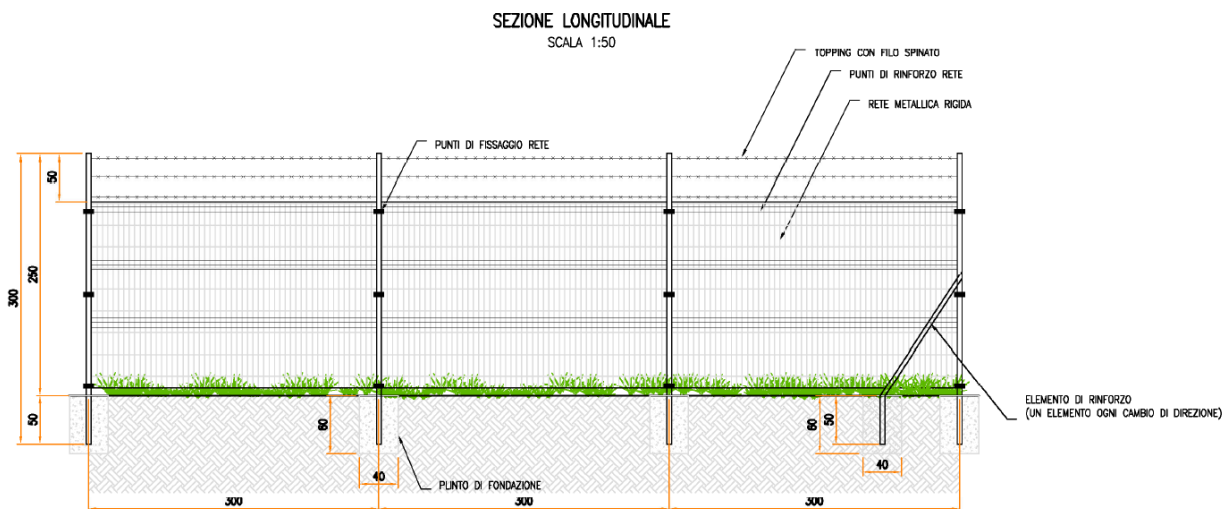 SEZIONE LONGITUDINALE
SCALA 1:50
TOPPING CON FILO SPINATO
PUNTI DI RINFORZO RETE
RETE METALLICA RIGIDA
PUNTI DI FISSAGGIO RETE
50
250
300
50
60
40
60
50
40
ELEMENTO DI RINFORZO
(UN ELEMENTO OGNI CAMBIO DI DIREZIONE)
PLINTO DI FONDAZIONE
300
300
300